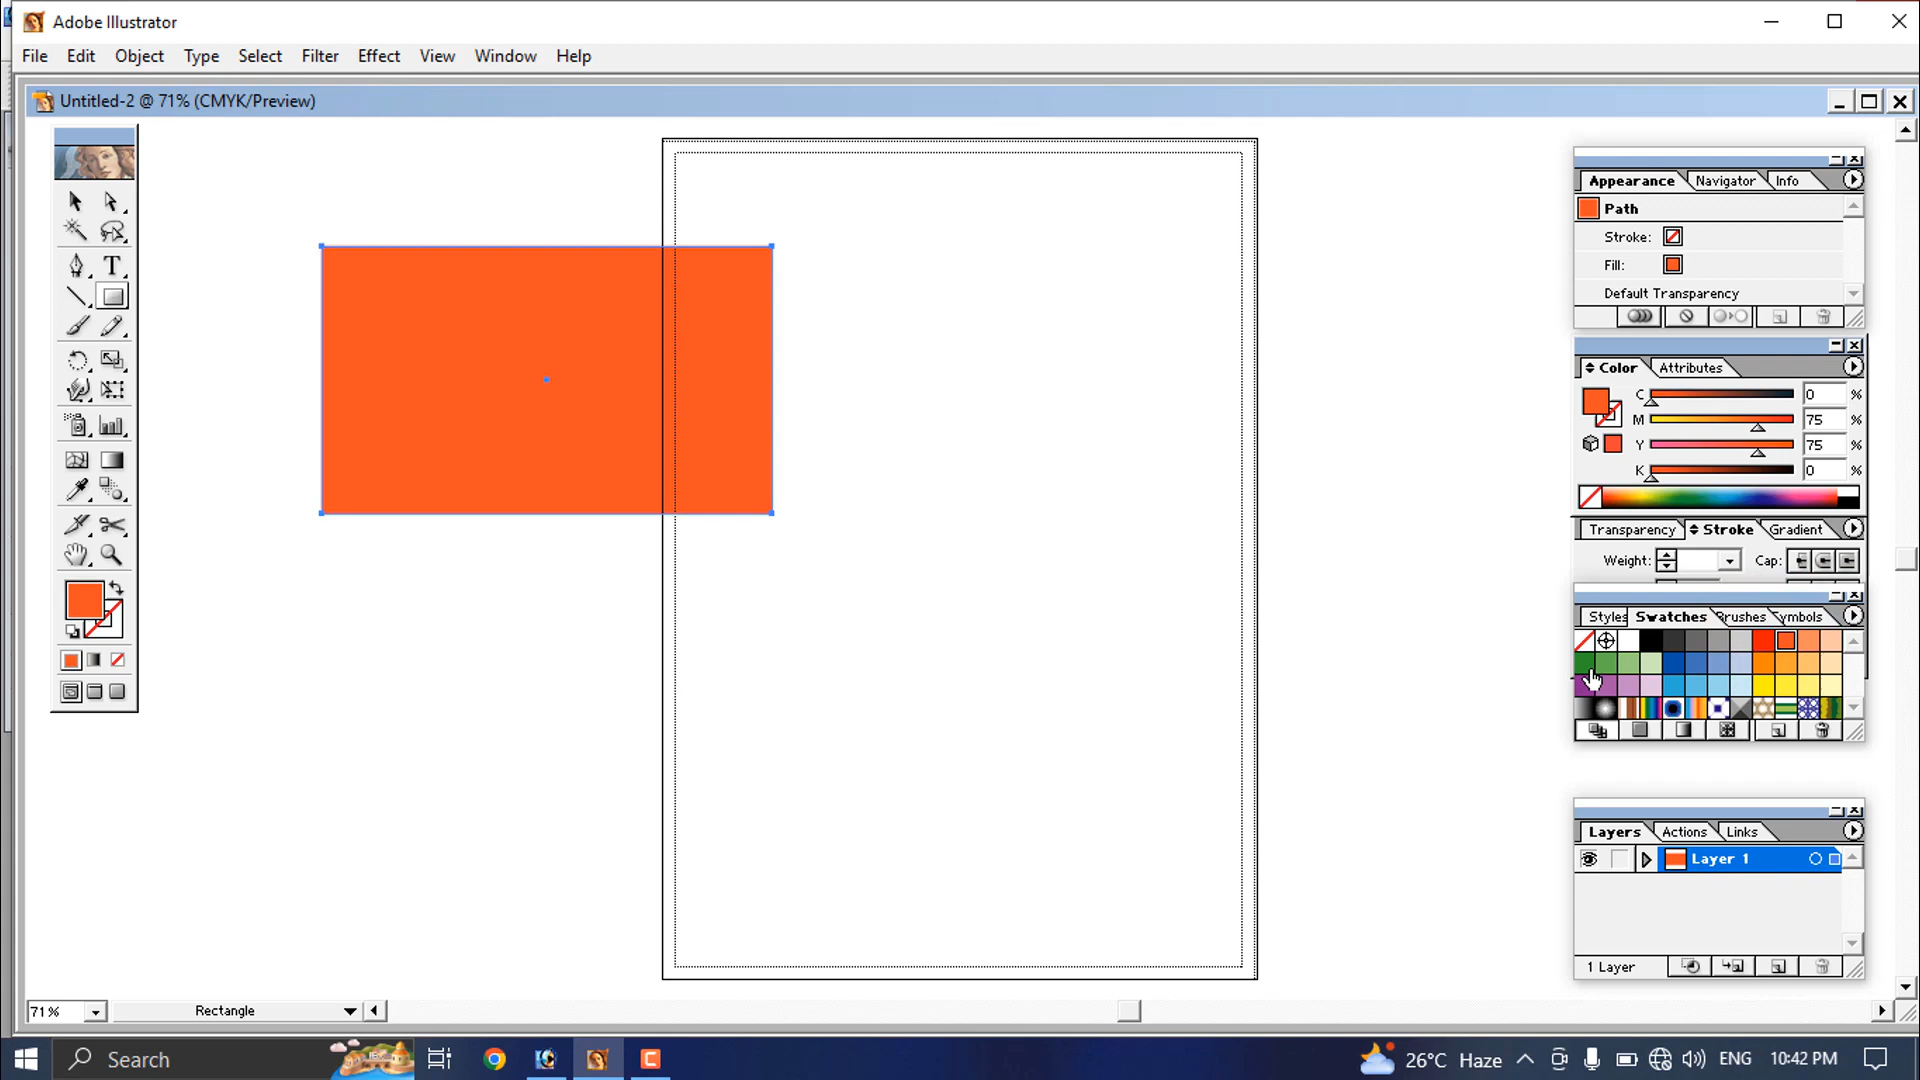 Adobe Illustrator
File Edit Object Type Select Filter Effect View Window Help
Untitled-2 @ 71% (CMYK/Preview)
T
Appearance Navigator Info
Path
Stroke:
Fill:
Default Transparency
Color Attributes
C 0 %
M 75 %
Y 75 %
K 0 %
Transparency Stroke Gradient
Weight: Cap:
Styles Swatches Brushes Symbols
Layers Actions Links
Layer 1
1 Layer
71% Rectangle
Search
26°C Haze ENG 10:42 PM